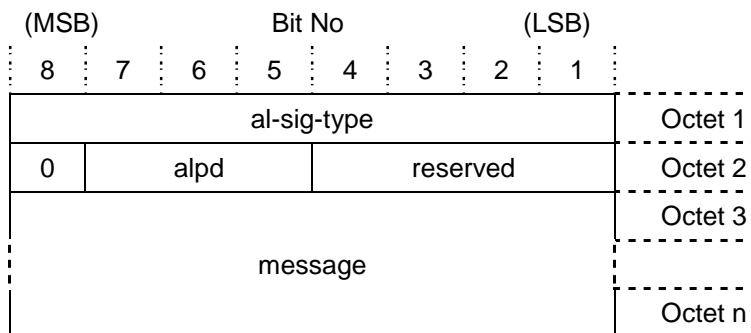 (MSB) Bit No (LSB)
8 7 6 5 4 3 2 1
al-sig-type Octet 1
0 alpd reserved Octet 2
Octet 3
message
Octet n